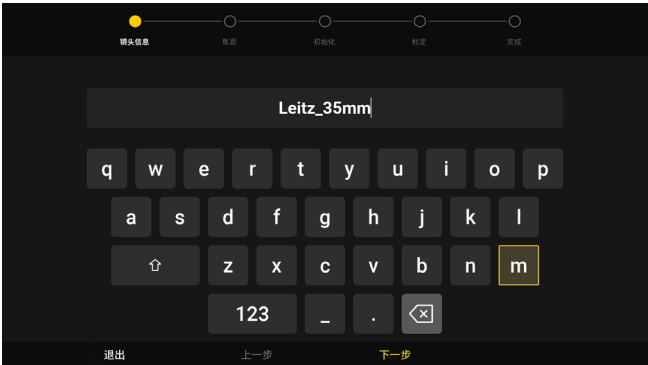 镜头信息 焦距 初始化 标定 完成
Leitz_35mm
q w e r t y u i o p
a s d f g h j k l
z x c v b n m
123 _ .
退出 上一步 下一步